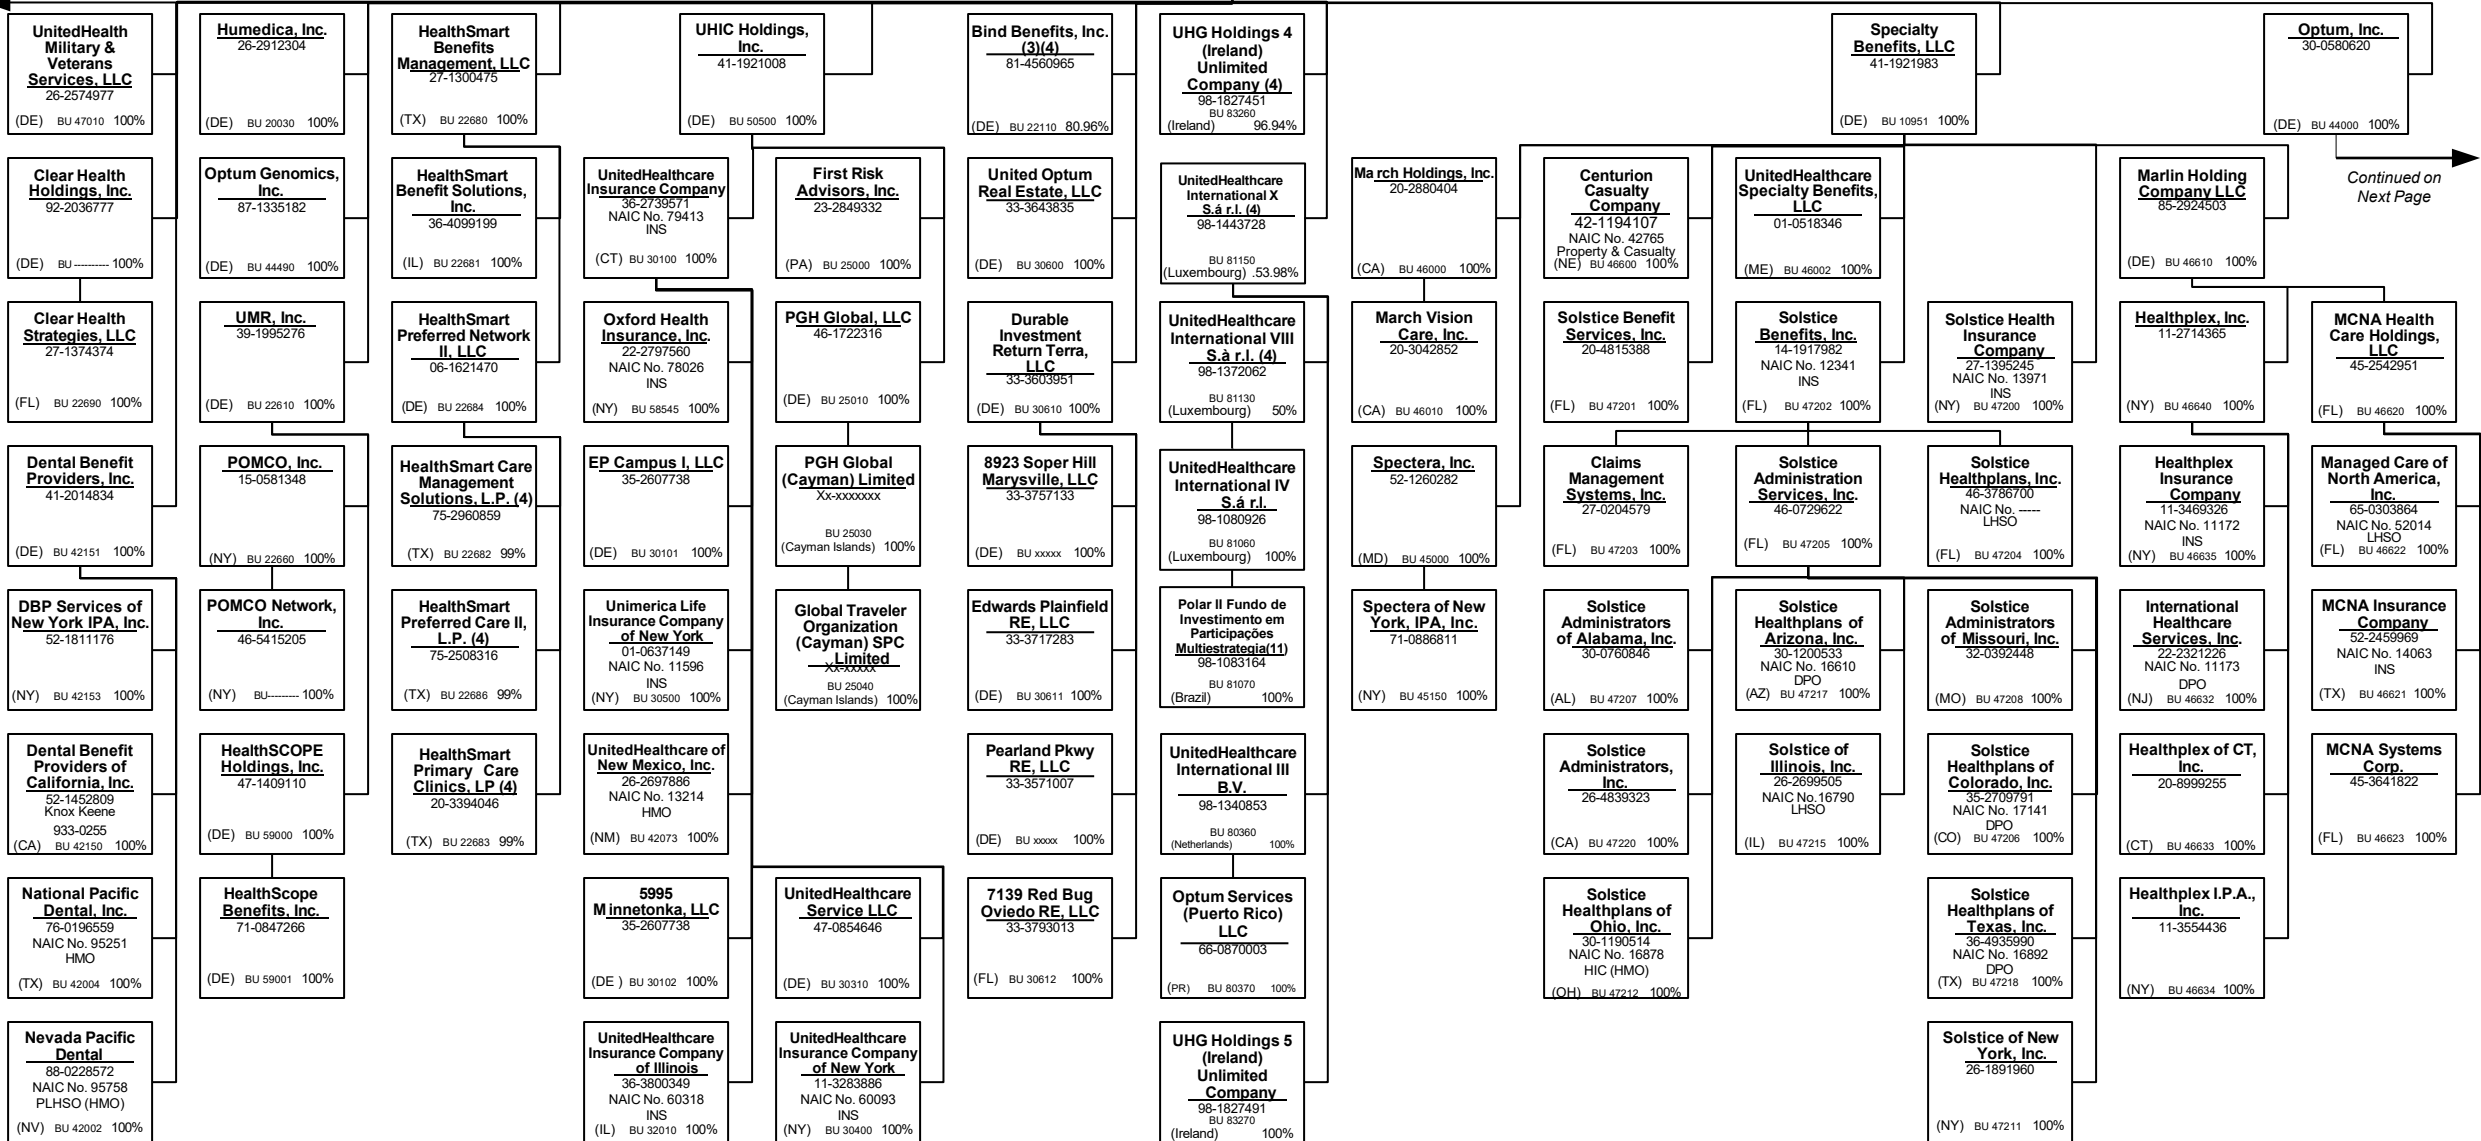 UnitedHealth
Military &
Veterans
Services, LLC
26-2574977
(DE) BU 47010 100%
Humedica, Inc.
26-2912304
(DE) BU 20030 100%
HealthSmart
Benefits
Management, LLC
27-1300475
(TX) BU 22680 100%
UHIC Holdings,
Inc.
41-1921008
(DE) BU 50500 100%
Bind Benefits, Inc.
(3)(4)
81-4560965
(DE) BU 22110 80.96%
UHG Holdings 4
(Ireland)
Unlimited
Company (4)
98-1827451
BU 83260
(Ireland) 96.94%
Specialty
Benefits, LLC
41-1921983
(DE) BU 10951 100%
Optum, Inc.
30-0580620
(DE) BU 44000 100%
Continued on
Next Page
Clear Health
Holdings, Inc.
92-2036777
(DE) BU ---------- 100%
Optum Genomics,
Inc.
87-1335182
(DE) BU 44490 100%
HealthSmart
Benefit Solutions,
Inc.
36-4099199
(IL) BU 22681 100%
UnitedHealthcare
Insurance Company
36-2739571
NAIC No. 79413
INS
(CT) BU 30100 100%
First Risk
Advisors, Inc.
23-2849332
(PA) BU 25000 100%
United Optum
Real Estate, LLC
33-3643835
(DE) BU 30600 100%
UnitedHealthcare
International X
S.á r.l. (4)
98-1443728
BU 81150
(Luxembourg) .53.98%
Ma rch Holdings, Inc.
20-2880404
(CA) BU 46000 100%
Centurion
Casualty
Company
42-1194107
NAIC No. 42765
Property & Casualty
(NE) BU 46600 100%
UnitedHealthcare
Specialty Benefits,
LLC
01-0518346
(ME) BU 46002 100%
Marlin Holding
Company LLC
85-2924503
(DE) BU 46610 100%
Clear Health
Strategies, LLC
27-1374374
(FL) BU 22690 100%
UMR, Inc.
39-1995276
(DE) BU 22610 100%
HealthSmart
Preferred Network
II, LLC
06-1621470
(DE) BU 22684 100%
Oxford Health
Insurance, Inc.
22-2797560
NAIC No. 78026
INS
(NY) BU 58545 100%
PGH Global, LLC
46-1722316
(DE) BU 25010 100%
Durable
Investment
Return Terra,
LLC
33-3603951
(DE) BU 30610 100%
UnitedHealthcare
International VIII
S.à r.l. (4)
98-1372062
BU 81130
(Luxembourg) 50%
March Vision
Care, Inc.
20-3042852
(CA) BU 46010 100%
Solstice Benefit
Services, Inc.
20-4815388
(FL) BU 47201 100%
Solstice
Benefits, Inc.
14-1917982
NAIC No. 12341
INS
(FL) BU 47202 100%
Solstice Health
Insurance
Company
27-1395245
NAIC No. 13971
INS
(NY) BU 47200 100%
Healthplex, Inc.
11-2714365
(NY) BU 46640 100%
MCNA Health
Care Holdings,
LLC
45-2542951
(FL) BU 46620 100%
Dental Benefit
Providers, Inc.
41-2014834
(DE) BU 42151 100%
POMCO, Inc.
15-0581348
(NY) BU 22660 100%
HealthSmart Care
Management
Solutions, L.P. (4)
75-2960859
(TX) BU 22682 99%
EP Campus I, LLC
35-2607738
(DE) BU 30101 100%
PGH Global
(Cayman) Limited
Xx-xxxxxxx
BU 25030
(Cayman Islands) 100%
8923 Soper Hill
Marysville, LLC
33-3757133
(DE) BU xxxxx 100%
UnitedHealthcare
International IV
S.á r.l.
98-1080926
BU 81060
(Luxembourg) 100%
Spectera, Inc.
52-1260282
(MD) BU 45000 100%
Claims
Management
Systems, Inc.
27-0204579
(FL) BU 47203 100%
Solstice
Administration
Services, Inc.
46-0729622
(FL) BU 47205 100%
Solstice
Healthplans, Inc.
46-3786700
NAIC No. -----
LHSO
(FL) BU 47204 100%
Healthplex
Insurance
Company
11-3469326
NAIC No. 11172
INS
(NY) BU 46635 100%
Managed Care of
North America,
Inc.
65-0303864
NAIC No. 52014
LHSO
(FL) BU 46622 100%
DBP Services of
New York IPA, Inc.
52-1811176
(NY) BU 42153 100%
POMCO Network,
Inc.
46-5415205
(NY) BU--------- 100%
HealthSmart
Preferred Care II,
L.P. (4)
75-2508316
(TX) BU 22686 99%
Unimerica Life
Insurance Company
of New York
01-0637149
NAIC No. 11596
INS
(NY) BU 30500 100%
Global Traveler
Organization
(Cayman) SPC
Limited
Xx-xxxxx
BU 25040
(Cayman Islands) 100%
Edwards Plainfield
RE, LLC
33-3717283
(DE) BU 30611 100%
Polar II Fundo de
Investimento em
Participações
Multiestrategia(11)
98-1083164
BU 81070
(Brazil) 100%
Spectera of New
York, IPA, Inc.
71-0886811
(NY) BU 45150 100%
Solstice
Administrators
of Alabama, Inc.
30-0760846
(AL) BU 47207 100%
Solstice
Healthplans of
Arizona, Inc.
30-1200533
NAIC No. 16610
DPO
(AZ) BU 47217 100%
Solstice
Administrators
of Missouri, Inc.
32-0392448
(MO) BU 47208 100%
International
Healthcare
Services, Inc.
22-2321226
NAIC No. 11173
DPO
(NJ) BU 46632 100%
MCNA Insurance
Company
52-2459969
NAIC No. 14063
INS
(TX) BU 46621 100%
Dental Benefit
Providers of
California, Inc.
52-1452809
Knox Keene
933-0255
(CA) BU 42150 100%
HealthSCOPE
Holdings, Inc.
47-1409110
(DE) BU 59000 100%
HealthSmart
Primary Care
Clinics, LP (4)
20-3394046
(TX) BU 22683 99%
UnitedHealthcare of
New Mexico, Inc.
26-2697886
NAIC No. 13214
HMO
(NM) BU 42073 100%
Pearland Pkwy
RE, LLC
33-3571007
(DE) BU xxxxx 100%
UnitedHealthcare
International III
B.V.
98-1340853
BU 80360
(Netherlands) 100%
Solstice
Administrators,
Inc.
26-4839323
(CA) BU 47220 100%
Solstice of
Illinois, Inc.
26-2699505
NAIC No.16790
LHSO
(IL) BU 47215 100%
Solstice
Healthplans of
Colorado, Inc.
35-2709791
NAIC No. 17141
DPO
(CO) BU 47206 100%
Healthplex of CT,
Inc.
20-8999255
(CT) BU 46633 100%
MCNA Systems
Corp.
45-3641822
(FL) BU 46623 100%
National Pacific
Dental, Inc.
76-0196559
NAIC No. 95251
HMO
(TX) BU 42004 100%
HealthScope
Benefits, Inc.
71-0847266
(DE) BU 59001 100%
5995
Minnetonka, LLC
35-2607738
(DE ) BU 30102 100%
UnitedHealthcare
Service LLC
47-0854646
(DE) BU 30310 100%
7139 Red Bug
Oviedo RE, LLC
33-3793013
(FL) BU 30612 100%
Optum Services
(Puerto Rico)
LLC
66-0870003
(PR) BU 80370 100%
Solstice
Healthplans of
Ohio, Inc.
30-1190514
NAIC No. 16878
HIC (HMO)
(OH) BU 47212 100%
Solstice
Healthplans of
Texas, Inc.
36-4935990
NAIC No. 16892
DPO
(TX) BU 47218 100%
Healthplex I.P.A.,
Inc.
11-3554436
(NY) BU 46634 100%
Nevada Pacific
Dental
88-0228572
NAIC No. 95758
PLHSO (HMO)
(NV) BU 42002 100%
UnitedHealthcare
Insurance Company
of Illinois
36-3800349
NAIC No. 60318
INS
(IL) BU 32010 100%
UnitedHealthcare
Insurance Company
of New York
11-3283886
NAIC No. 60093
INS
(NY) BU 30400 100%
UHG Holdings 5
(Ireland)
Unlimited
Company
98-1827491
BU 83270
(Ireland) 100%
Solstice of New
York, Inc.
26-1891960
(NY) BU 47211 100%